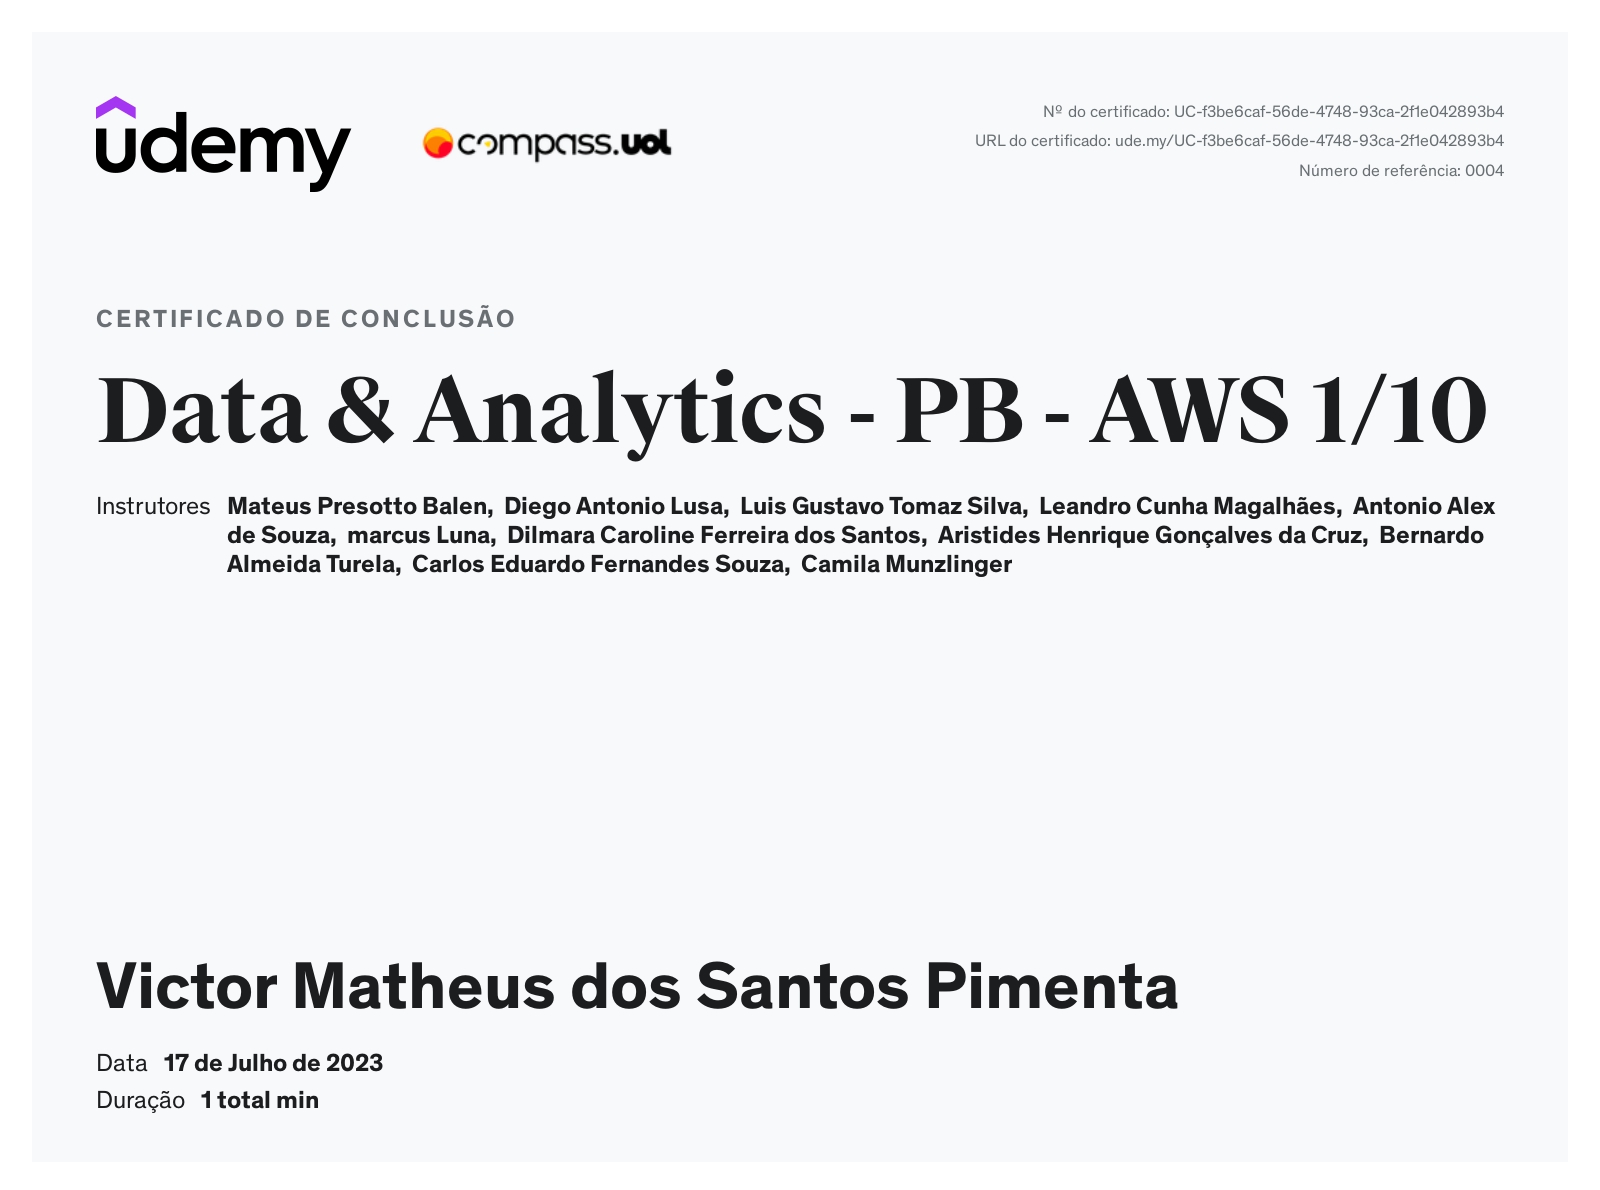 udemy
compass.uol
Nº do certificado: UC-f3be6caf-56de-4748-93ca-2f1e042893b4
URL do certificado: ude.my/UC-f3be6caf-56de-4748-93ca-2f1e042893b4
Número de referência: 0004
CERTIFICADO DE CONCLUSÃO
Data & Analytics - PB - AWS 1/10
Instrutores Mateus Presotto Balen, Diego Antonio Lusa, Luis Gustavo Tomaz Silva, Leandro Cunha Magalhães, Antonio Alex
de Souza, marcus Luna, Dilmara Caroline Ferreira dos Santos, Aristides Henrique Gonçalves da Cruz, Bernardo
Almeida Turela, Carlos Eduardo Fernandes Souza, Camila Munzlinger
Victor Matheus dos Santos Pimenta
Data 17 de Julho de 2023
Duração 1 total min